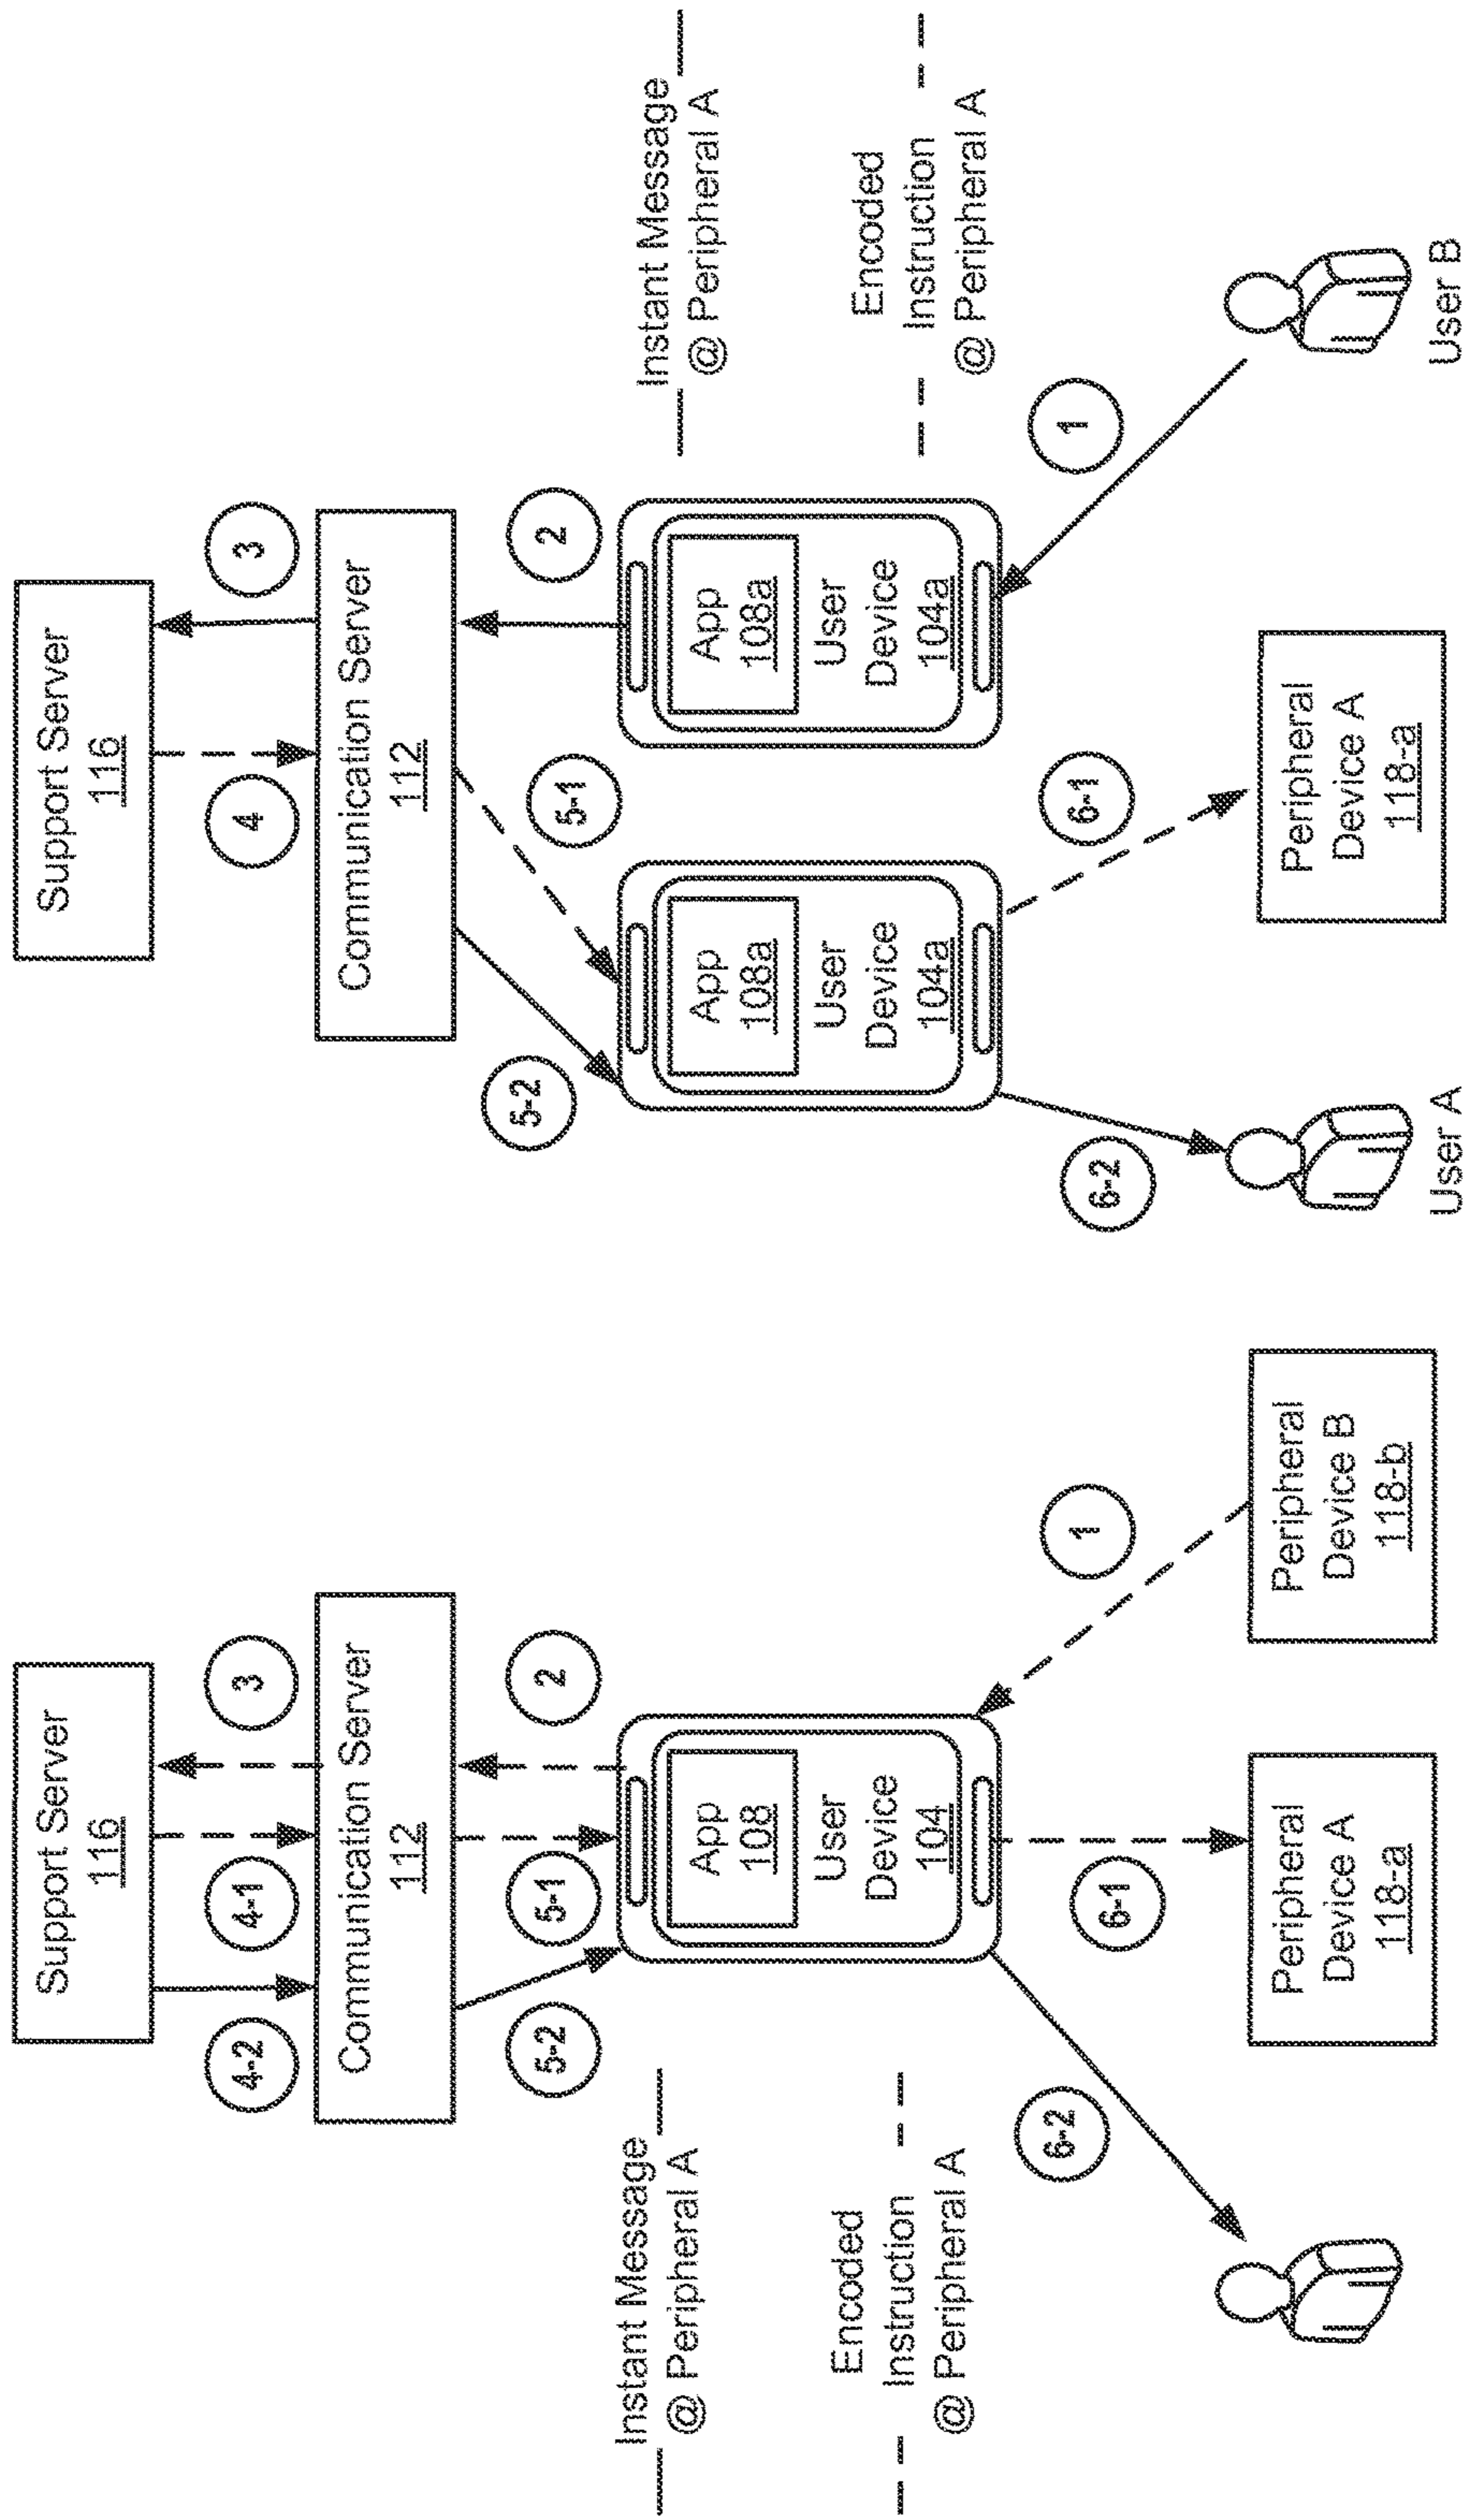 Support Server
116
3
4-1
4-2
Communication Server
112
2
5-1
5-2
Instant Message
@ Peripheral A
App
108
User
Device
104
Encoded
Instruction
@ Peripheral A
1
6-1
6-2
Peripheral
Device A
118-a
Peripheral
Device B
118-b
Support Server
116
3
4
Communication Server
112
2
5-1
5-2
App
108a
User
Device
104a
App
108a
User
Device
104a
Instant Message
@ Peripheral A
Encoded
Instruction
@ Peripheral A
1
6-1
6-2
Peripheral
Device A
118-a
User A
User B